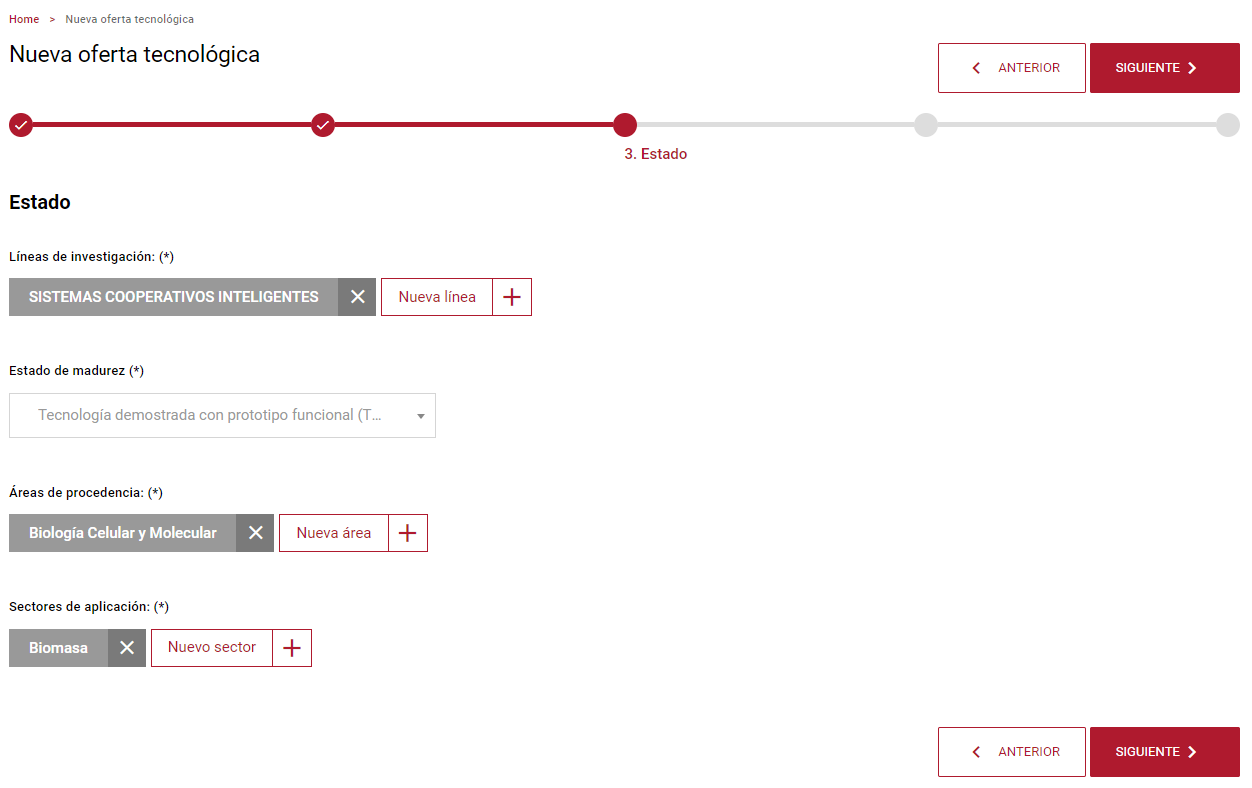 Home > Nueva oferta tecnológica
Nueva oferta tecnológica
ANTERIOR
SIGUIENTE
3. Estado
Estado
Líneas de investigación: (*)
SISTEMAS COOPERATIVOS INTELIGENTES
Nueva línea
Estado de madurez (*)
Tecnología demostrada con prototipo funcional (T...
Áreas de procedencia: (*)
Biología Celular y Molecular
Nueva área
Sectores de aplicación: (*)
Biomasa
Nuevo sector
ANTERIOR
SIGUIENTE